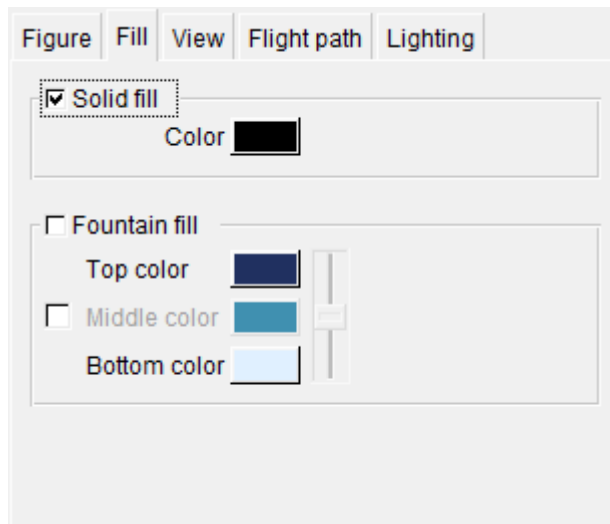 Figure Fill View Flight path Lighting
Solid fill
Color
Fountain fill
Top color
Middle color
Bottom color